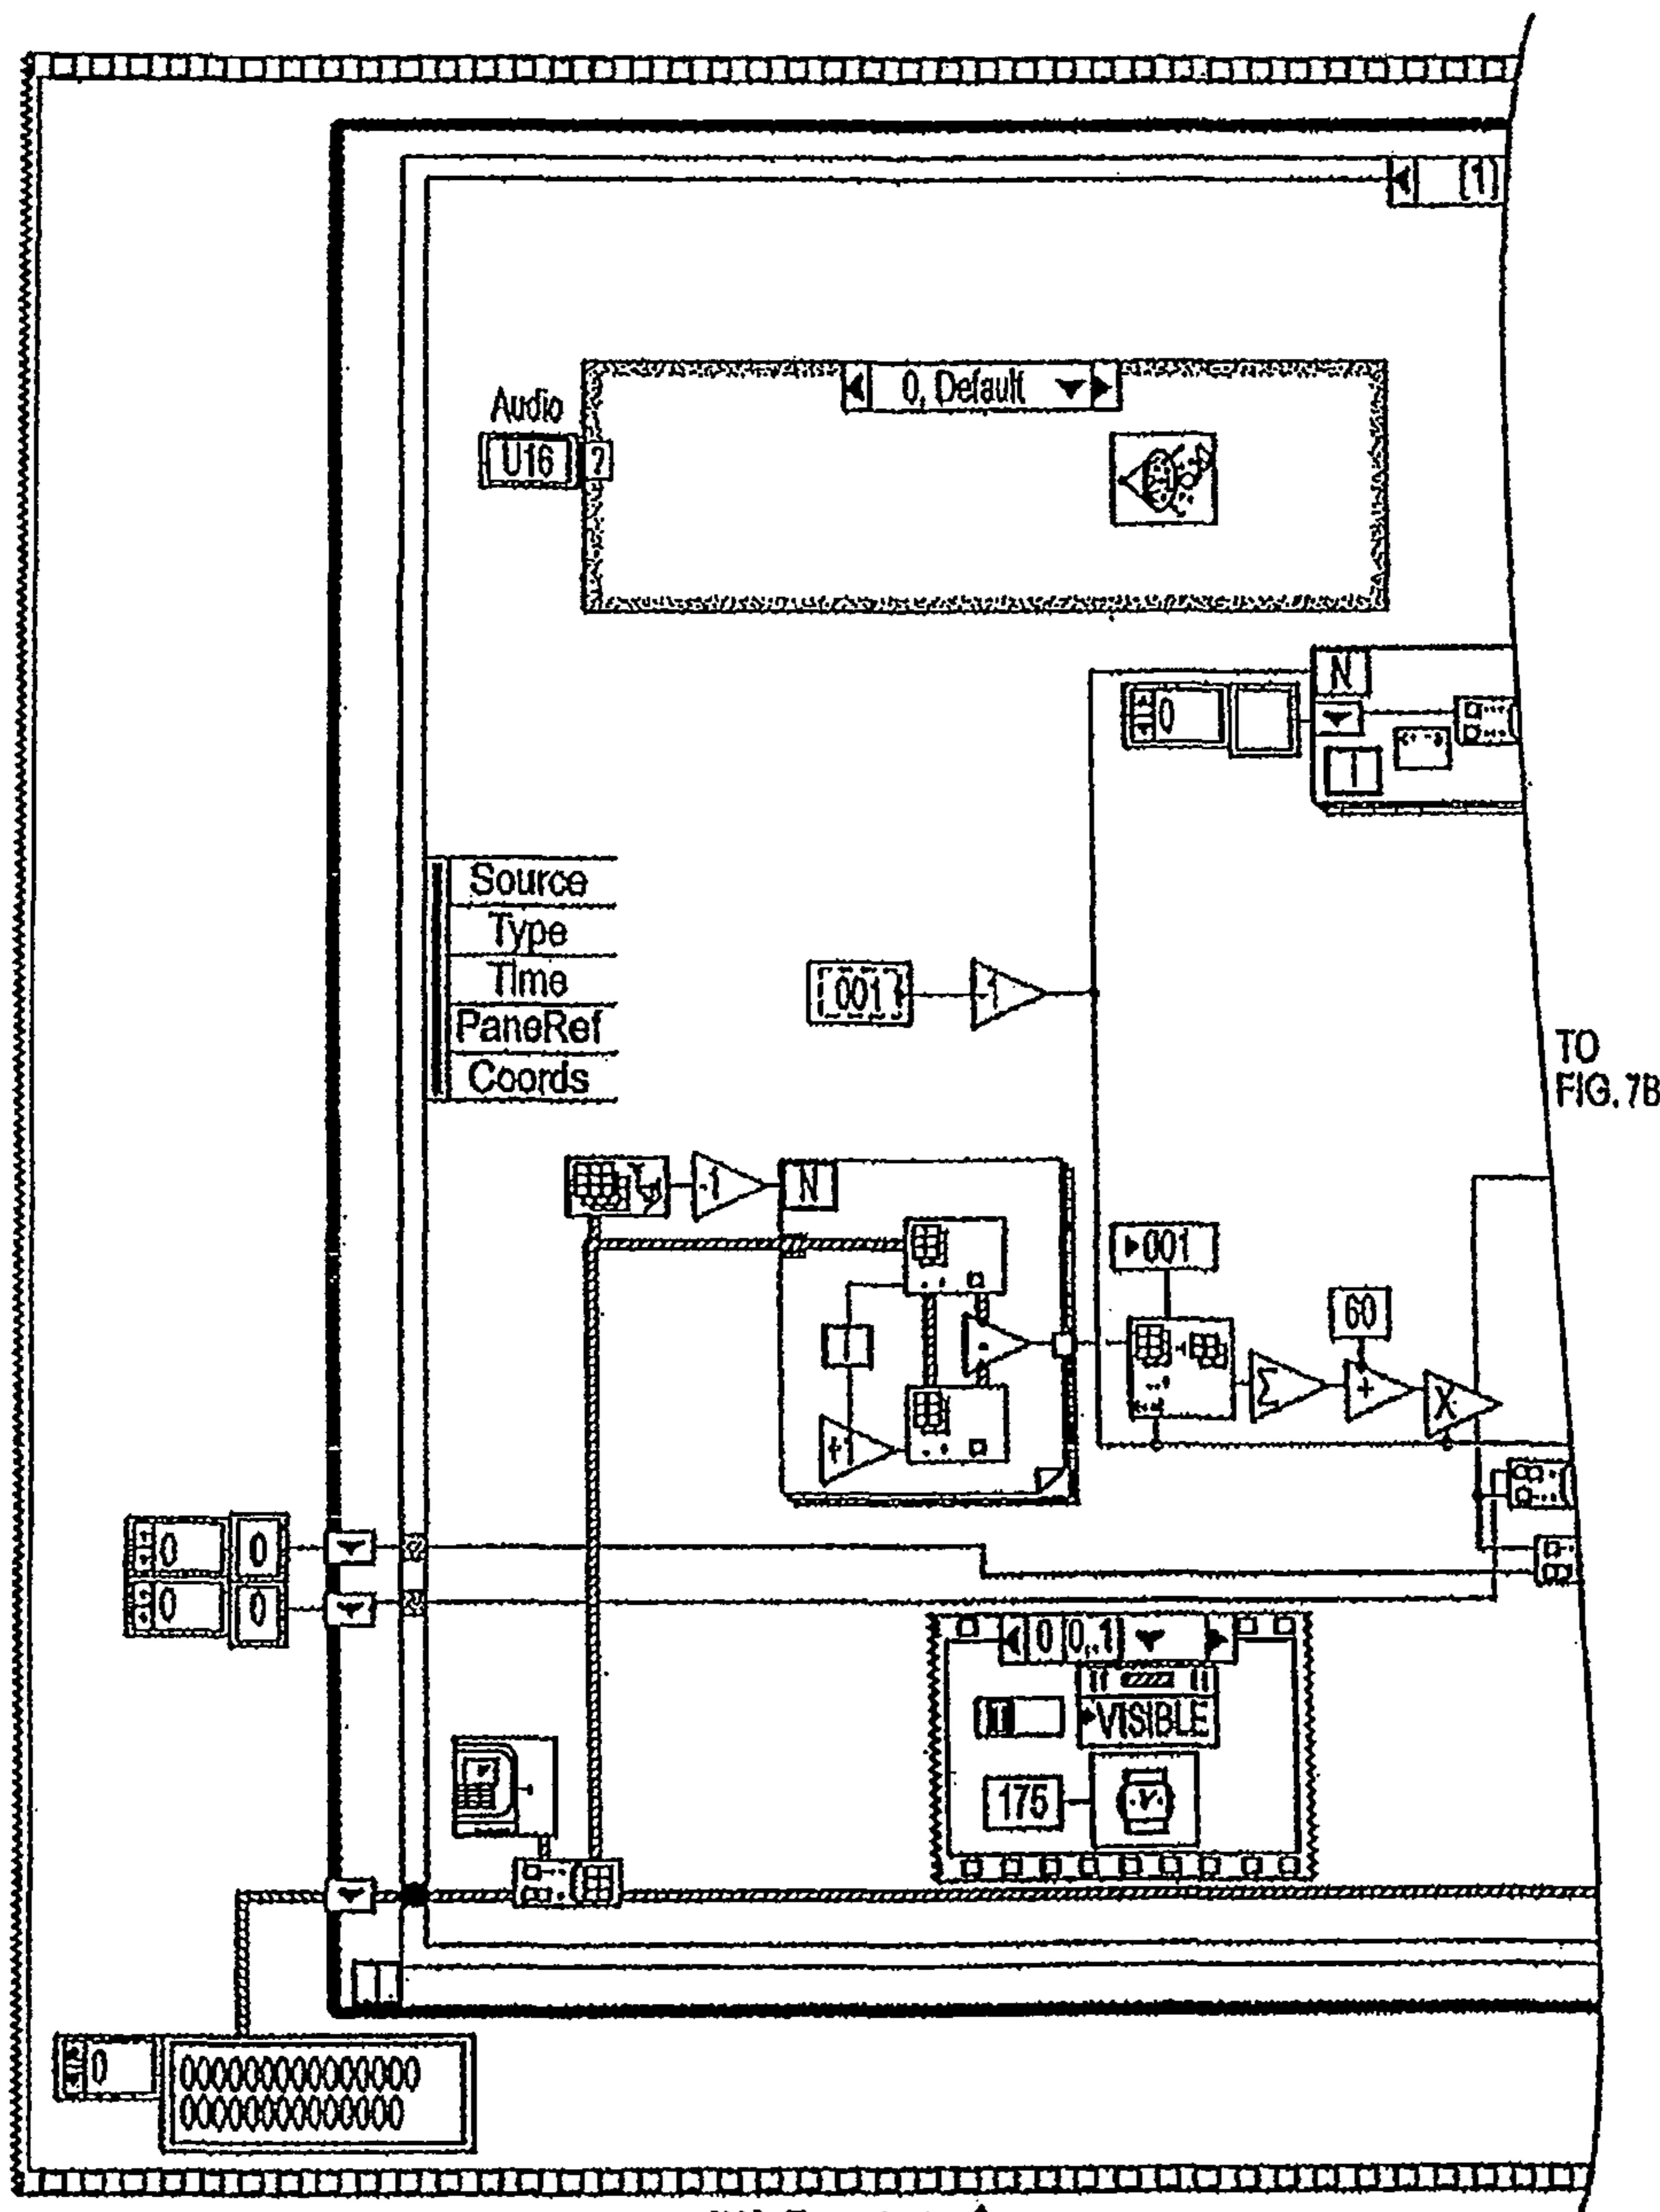 [1]
0, Default
Audio
U16
?
N
0
Source
Type
Time
PaneRef
Coords
001
-1
TO
FIG. 7B
-1
N
001
60
Σ
+
X
+1
0 0
0 0
0 0..1
T
VISIBLE
175
0
000000000000000
00000000000000